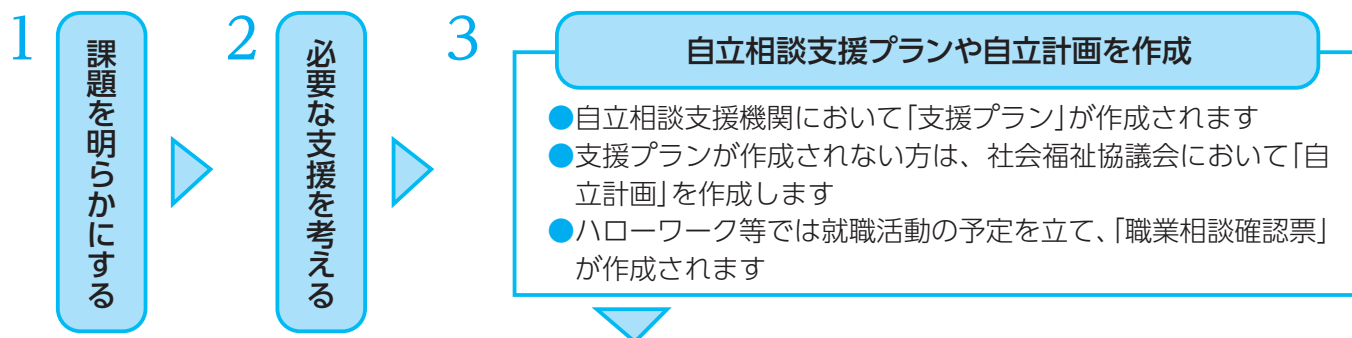 1
課題を明らかにする
2
必要な支援を考える
3
自立相談支援プランや自立計画を作成
●自立相談支援機関において「支援プラン」が作成されます
●支援プランが作成されない方は、社会福祉協議会において「自
立計画」を作成します
●ハローワーク等では就職活動の予定を立て、「職業相談確認票」
が作成されます